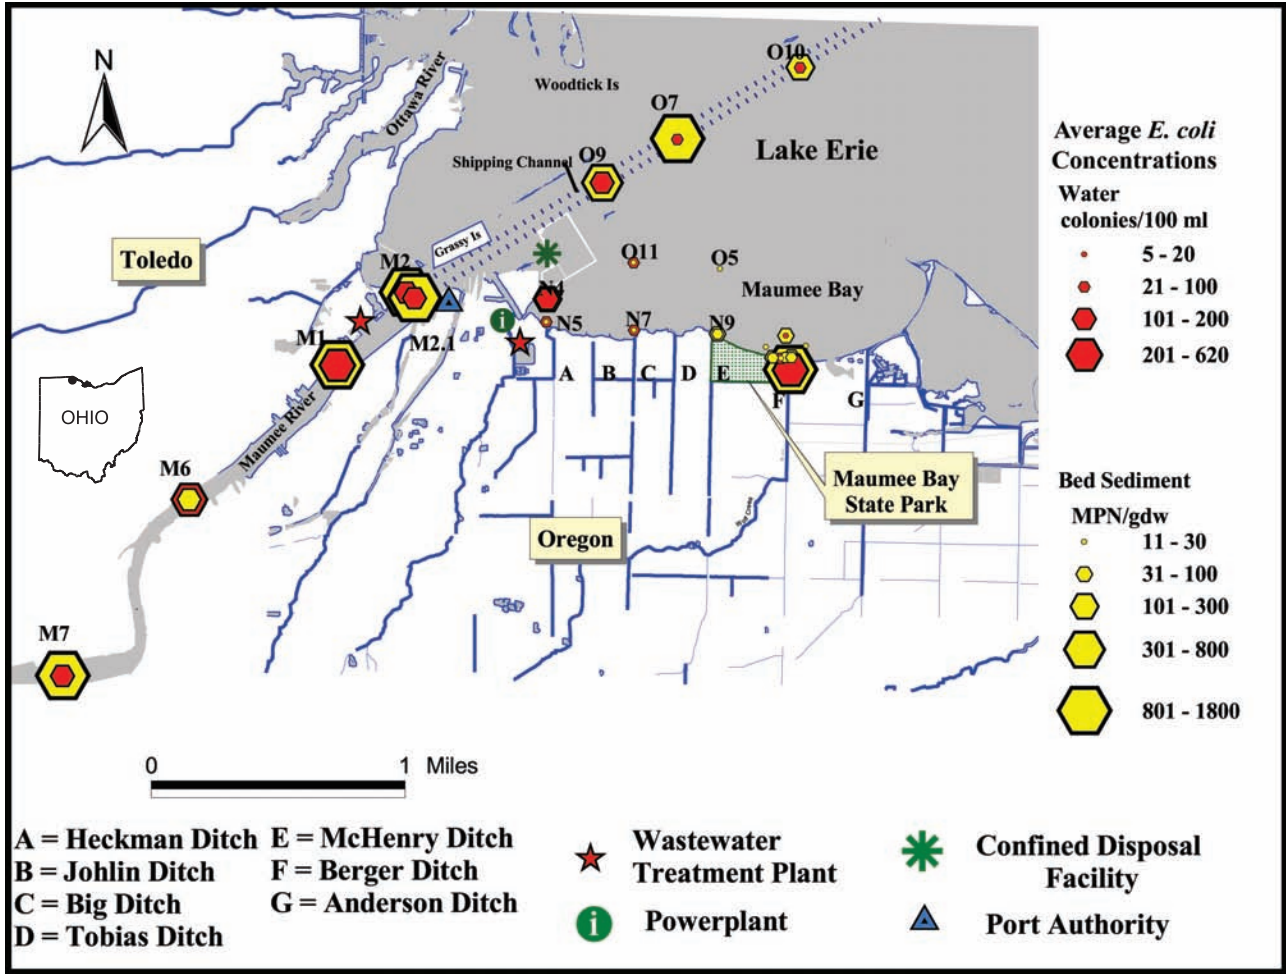 N
Ottawa River
Woodtick Is
O10
O7
Lake Erie
Shipping Channel
O9
Grassy Is
Toledo
M2
O11
O5
Maumee Bay
N4
N5
N7
N9
M1
M2.1
A
B
C
D
E
F
G
OHIO
Maumee River
M6
Maumee Bay
State Park
Oregon
M7
Average E. coli
Concentrations
Water
colonies/100 ml
5 - 20
21 - 100
101 - 200
201 - 620
Bed Sediment
MPN/gdw
11 - 30
31 - 100
101 - 300
301 - 800
801 - 1800
0 1 Miles
A = Heckman Ditch
B = Johlin Ditch
C = Big Ditch
D = Tobias Ditch
E = McHenry Ditch
F = Berger Ditch
G = Anderson Ditch
Wastewater
Treatment Plant
i Powerplant
Confined Disposal
Facility
Port Authority